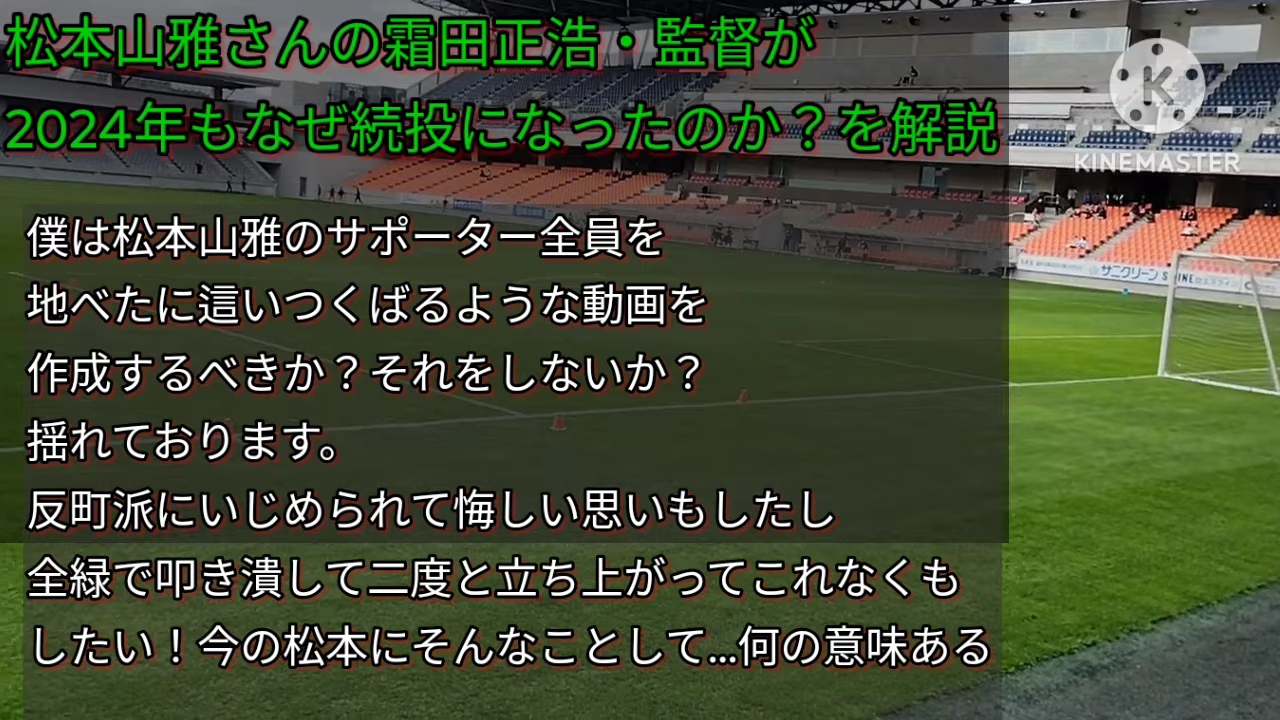 松本山雅さんの霜田正浩・監督が
2024年もなぜ続投になったのか？を解説
K
KINEMASTER
僕は松本山雅のサポーター全員を
地べたに這いつくばるような動画を
作成するべきか？それをしないか？
揺れております。
反町派にいじめられて悔しい思いもしたし
全緑で叩き潰して二度と立ち上がってこれなくも
したい！今の松本にそんなことして...何の意味ある
サニクリーン